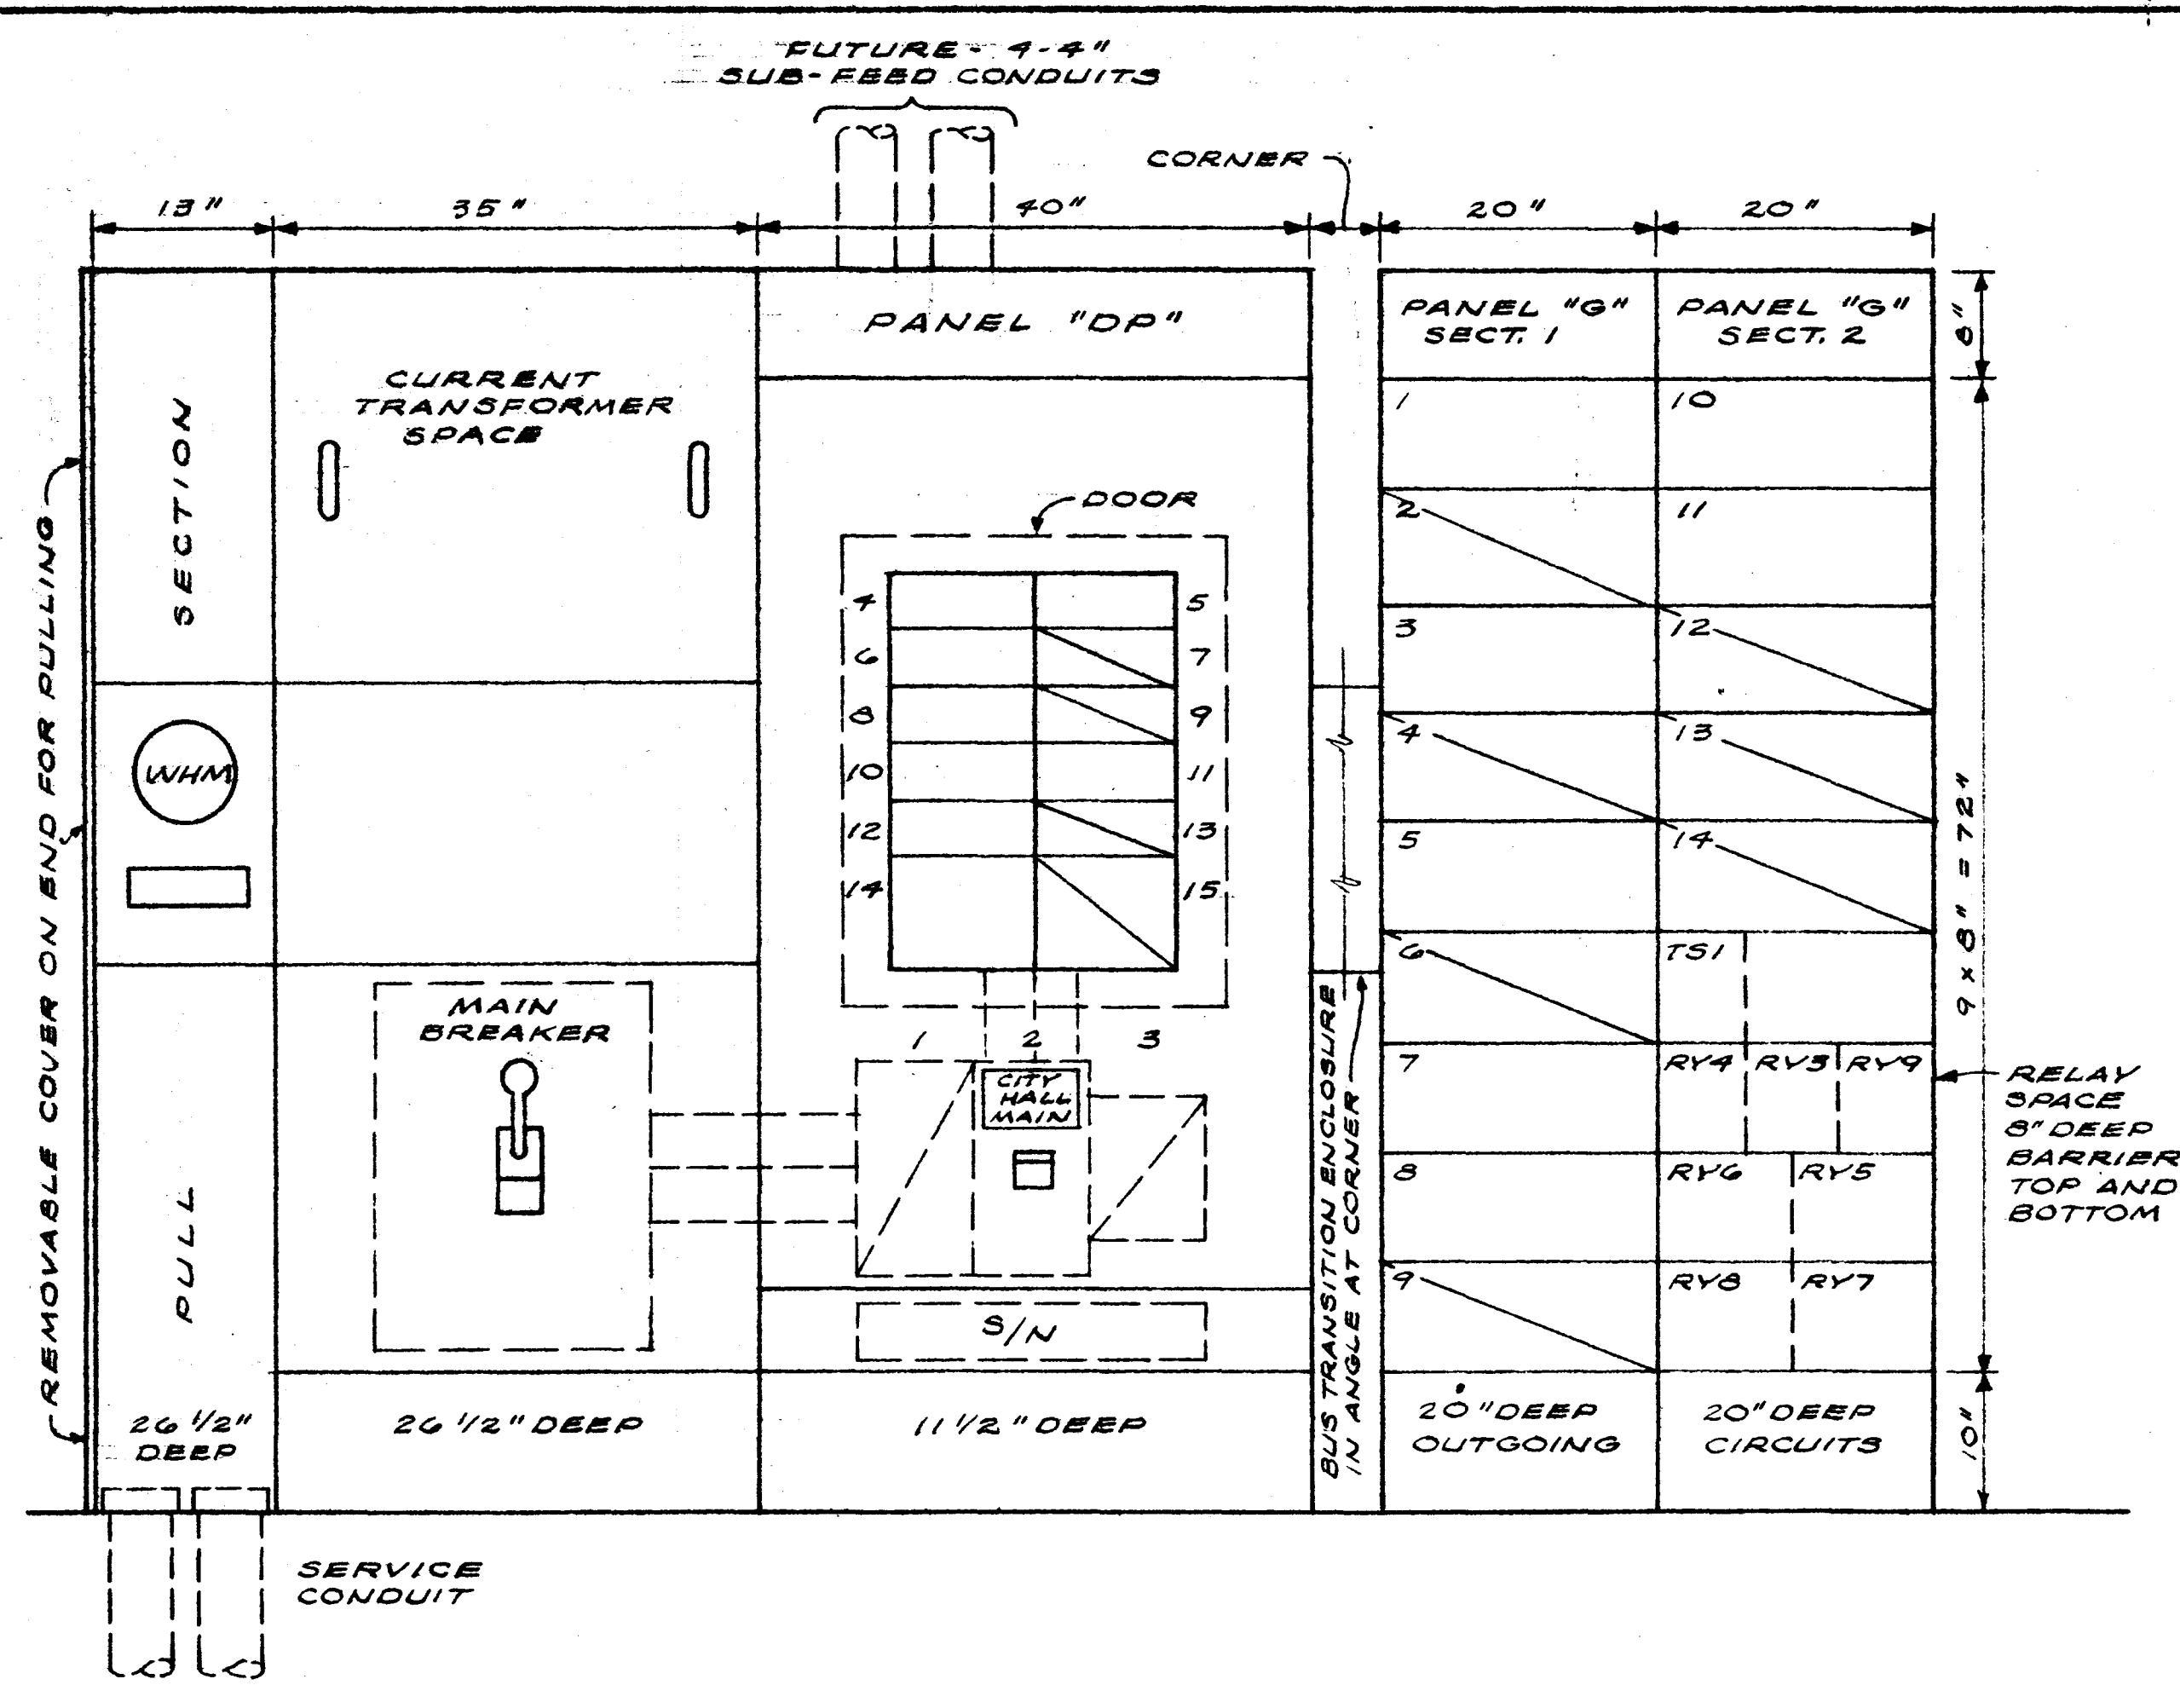 FUTURE - 4-4"
SUB-FEED CONDUITS
CORNER
13"
35"
40"
20"
20"
PANEL "DP"
PANEL "G"
SECT. 1
PANEL "G"
SECT. 2
8"
CURRENT
TRANSFORMER
SPACE
SECTION
REMOVABLE COVER ON END FOR PULLING
DOOR
4
5
6
7
8
9
10
11
12
13
14
15
1
2
3
4
5
6
7
8
9
10
11
12
13
14
TS1
RY4
RY3
RY9
RY6
RY5
RY8
RY7
9 x 8" = 72"
WHM
MAIN
BREAKER
1
2
3
CITY
HALL
MAIN
S/N
PULL
BUS TRANSITION ENCLOSURE
IN ANGLE AT CORNER
RELAY
SPACE
8" DEEP
BARRIER
TOP AND
BOTTOM
26 1/2"
DEEP
26 1/2" DEEP
11 1/2" DEEP
20" DEEP
OUTGOING
20" DEEP
CIRCUITS
10"
SERVICE
CONDUIT